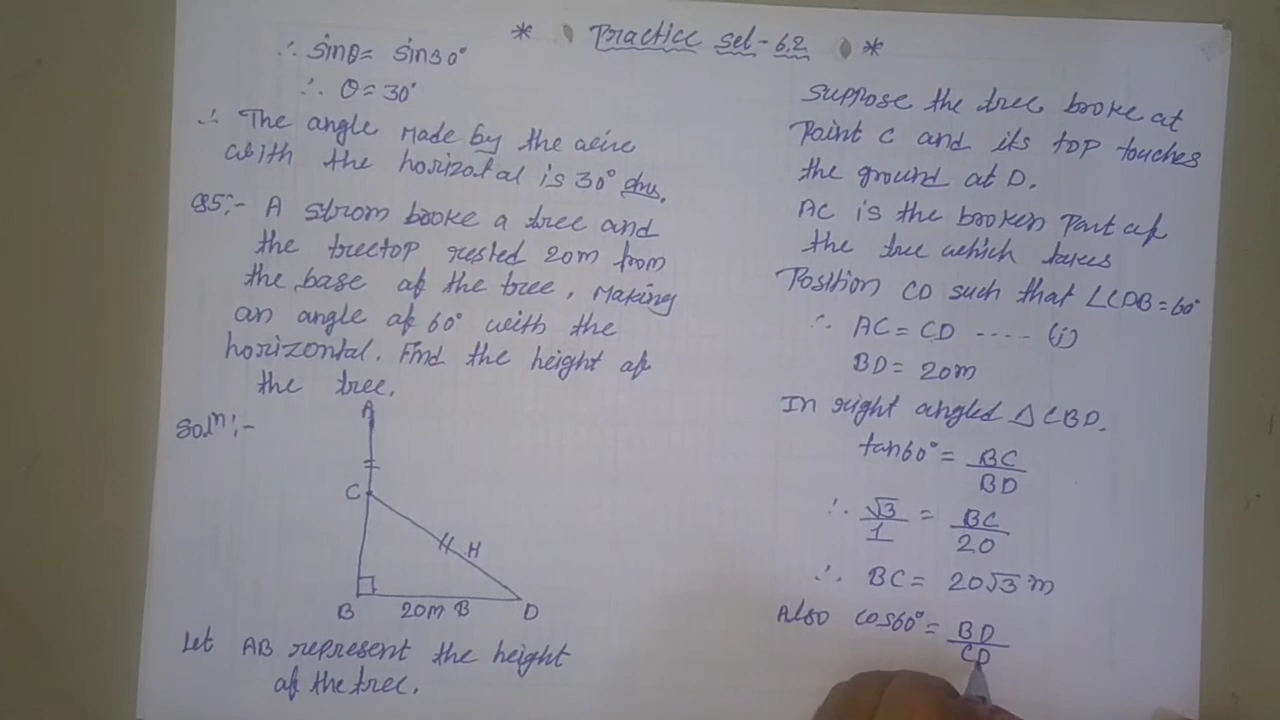 * Practice Set-6.2 *
∴ sinθ= sin30°
∴ θ=30°
∴ The angle Made by the wire
with the horizotal is 30° Ans.
Q5:- A strom brooke a tree and
the treetop rested 20m from
the base of the tree, Making
an angle of 60° with the
horizontal. Find the height of
the tree.
Solⁿ:-
A
C
H
B 20m B D
Let AB represent the height
of the tree.
Suppose the tree brooke at
Point C and its top touches
the ground at D.
AC is the broken Part of
the tree which takes
Position CD such that ∠CDB=60°
∴ AC=CD ----- (i)
BD= 20m
In right angled △CBD.
tan60°= BC/BD
∴ √3/1 = BC/20
∴ BC= 20√3 m
Also cos60°= BD/CD